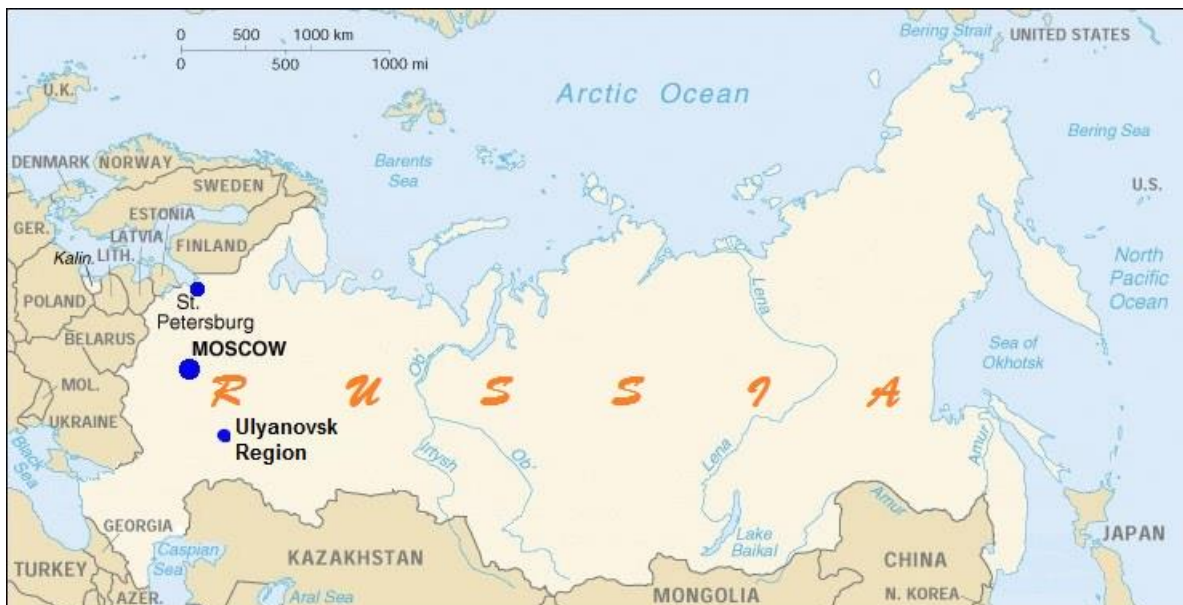 0 500 1000 km
0 500 1000 mi
Bering Strait
UNITED STATES
U.K.
Arctic Ocean
Bering Sea
Barents
Sea
DENMARK
NORWAY
SWEDEN
U.S.
ESTONIA
LATVIA
FINLAND
GER.
Kalin.
LITH.
North
Pacific
Ocean
Lena
POLAND
St.
Petersburg
BELARUS
MOSCOW
Sea of
Okhotsk
Ob'
MOL.
R U S S I A
UKRAINE
Ulyanovsk
Region
Black
Sea
Irtysh
Ob'
Lena
Amur
Amur
GEORGIA
Caspian
Sea
KAZAKHSTAN
Lake
Baikal
JAPAN
CHINA
TURKEY
AZER.
Aral Sea
MONGOLIA
N. KOREA